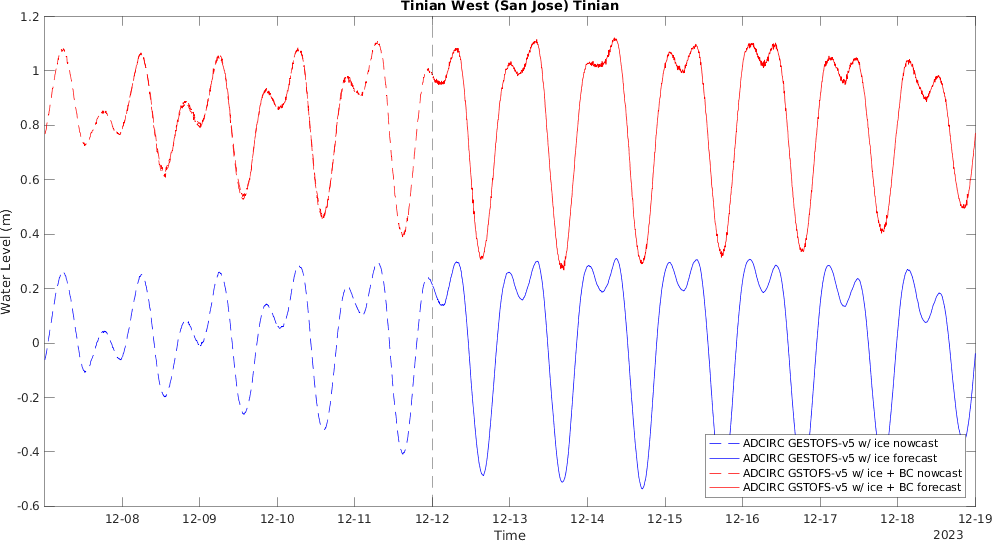 Tinian West (San Jose) Tinian
1.2
1
0.8
0.6
0.4
0.2
0
-0.2
-0.4
-0.6
Water Level (m)
ADCIRC GESTOFS-v5 w/ ice nowcast
ADCIRC GESTOFS-v5 w/ ice forecast
ADCIRC GSTOFS-v5 w/ ice + BC nowcast
ADCIRC GSTOFS-v5 w/ ice + BC forecast
12-08 12-09 12-10 12-11 12-12 12-13 12-14 12-15 12-16 12-17 12-18 12-19
Time
2023